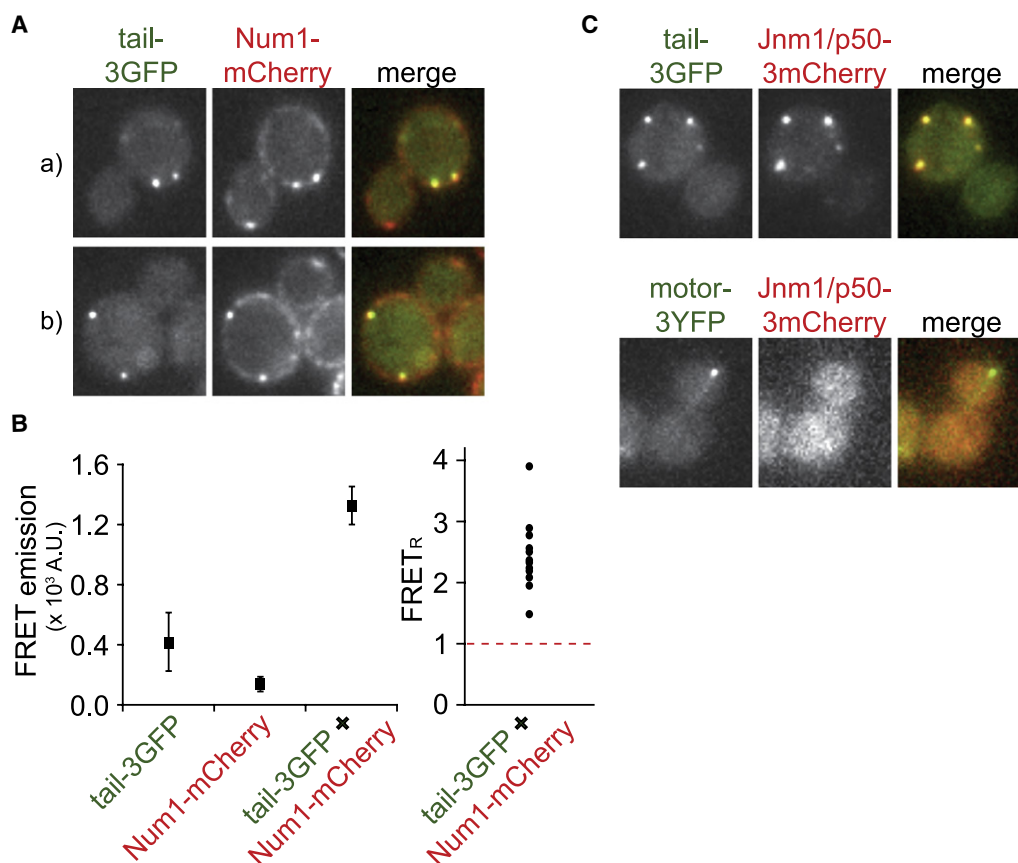 A
tail-
3GFP
Num1-
mCherry
merge
a)
b)
C
tail-
3GFP
Jnm1/p50-
3mCherry
merge
motor-
3YFP
Jnm1/p50-
3mCherry
merge
B
FRET emission
(x 10³ A.U.)
1.6
1.2
0.8
0.4
0.0
tail-3GFP
Num1-mCherry
tail-3GFP x
Num1-mCherry
FRETR
4
3
2
1
0
tail-3GFP x
Num1-mCherry